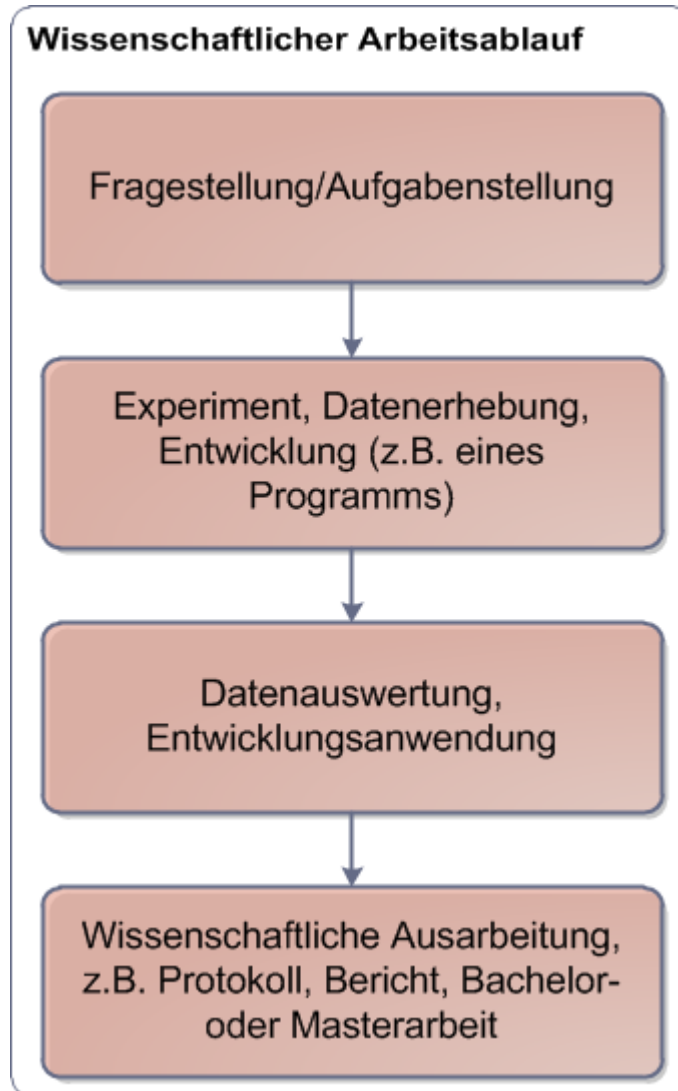 Wissenschaftlicher Arbeitsablauf
Fragestellung/Aufgabenstellung
Experiment, Datenerhebung,
Entwicklung (z.B. eines
Programms)
Datenauswertung,
Entwicklungsanwendung
Wissenschaftliche Ausarbeitung,
z.B. Protokoll, Bericht, Bachelor-
oder Masterarbeit